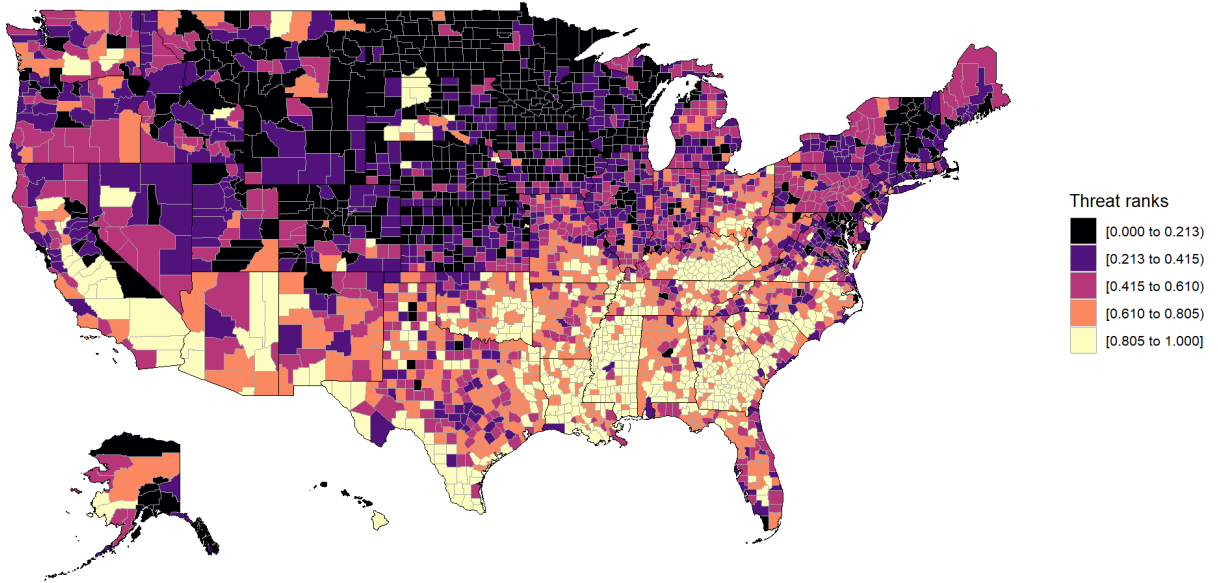 Threat ranks
[0.000 to 0.213)
[0.213 to 0.415)
[0.415 to 0.610)
[0.610 to 0.805)
[0.805 to 1.000]